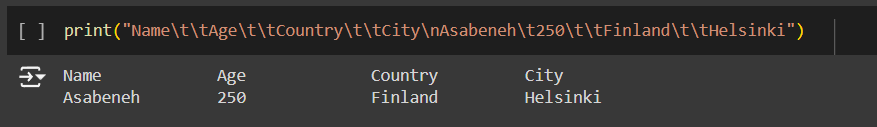 [ ] print("Name\t\tAge\t\tCountry\t\tCity\nAsabeneh\t250\t\tFinland\t\tHelsinki")
Name Age Country City
Asabeneh 250 Finland Helsinki